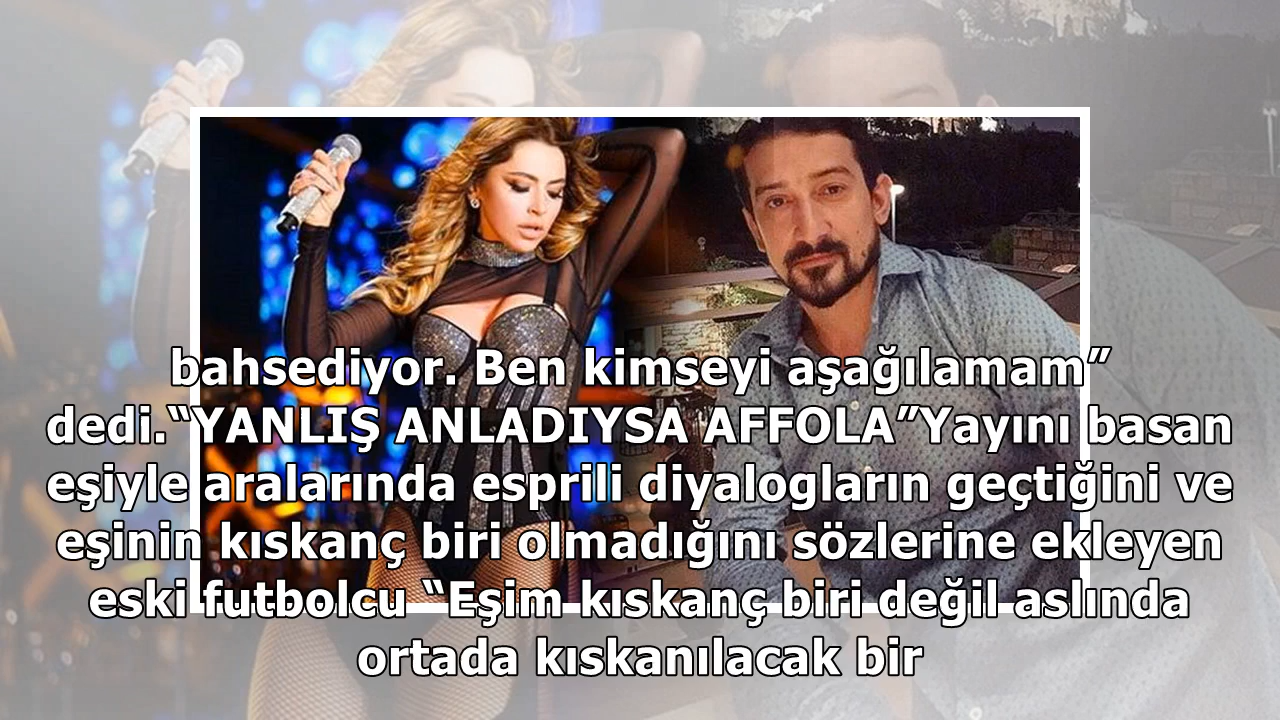 bahsediyor. Ben kimseyi aşağılamam”
dedi.“YANLIŞ ANLADIYSA AFFOLA”Yayını basan
eşiyle aralarında esprili diyalogların geçtiğini ve
eşinin kıskanç biri olmadığını sözlerine ekleyen
eski futbolcu “Eşim kıskanç biri değil aslında
ortada kıskanılacak bir